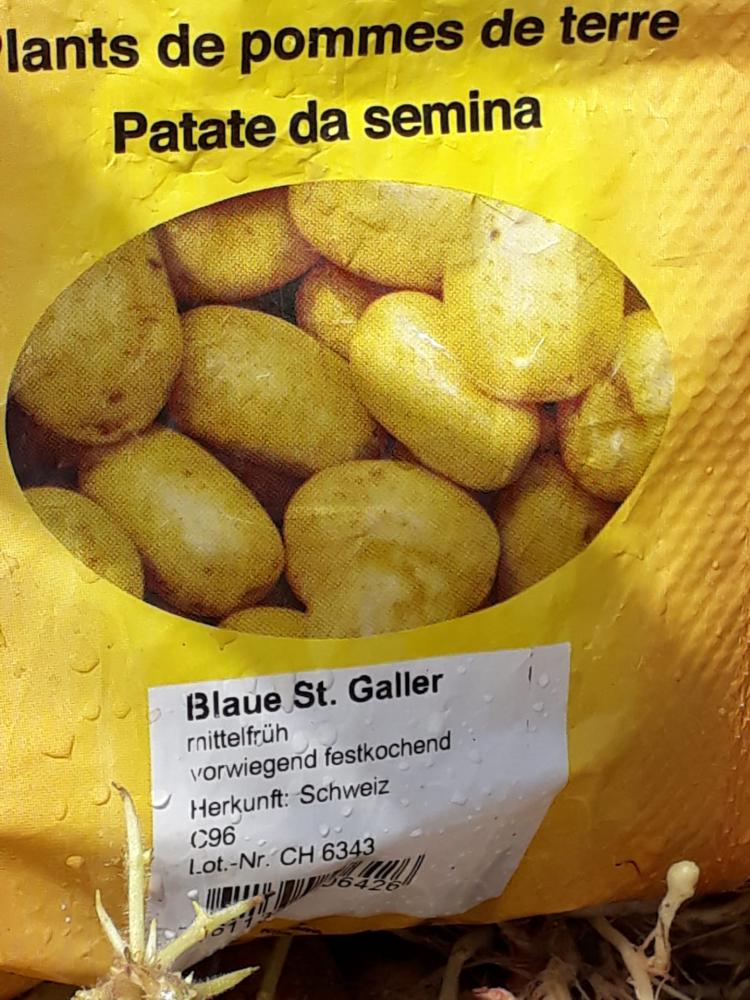 lants de pommes de terre
Patate da semina
Blaue St. Galler
mittelfrüh
vorwiegend festkochend
Herkunft: Schweiz
C96
Lot.-Nr. CH 6343